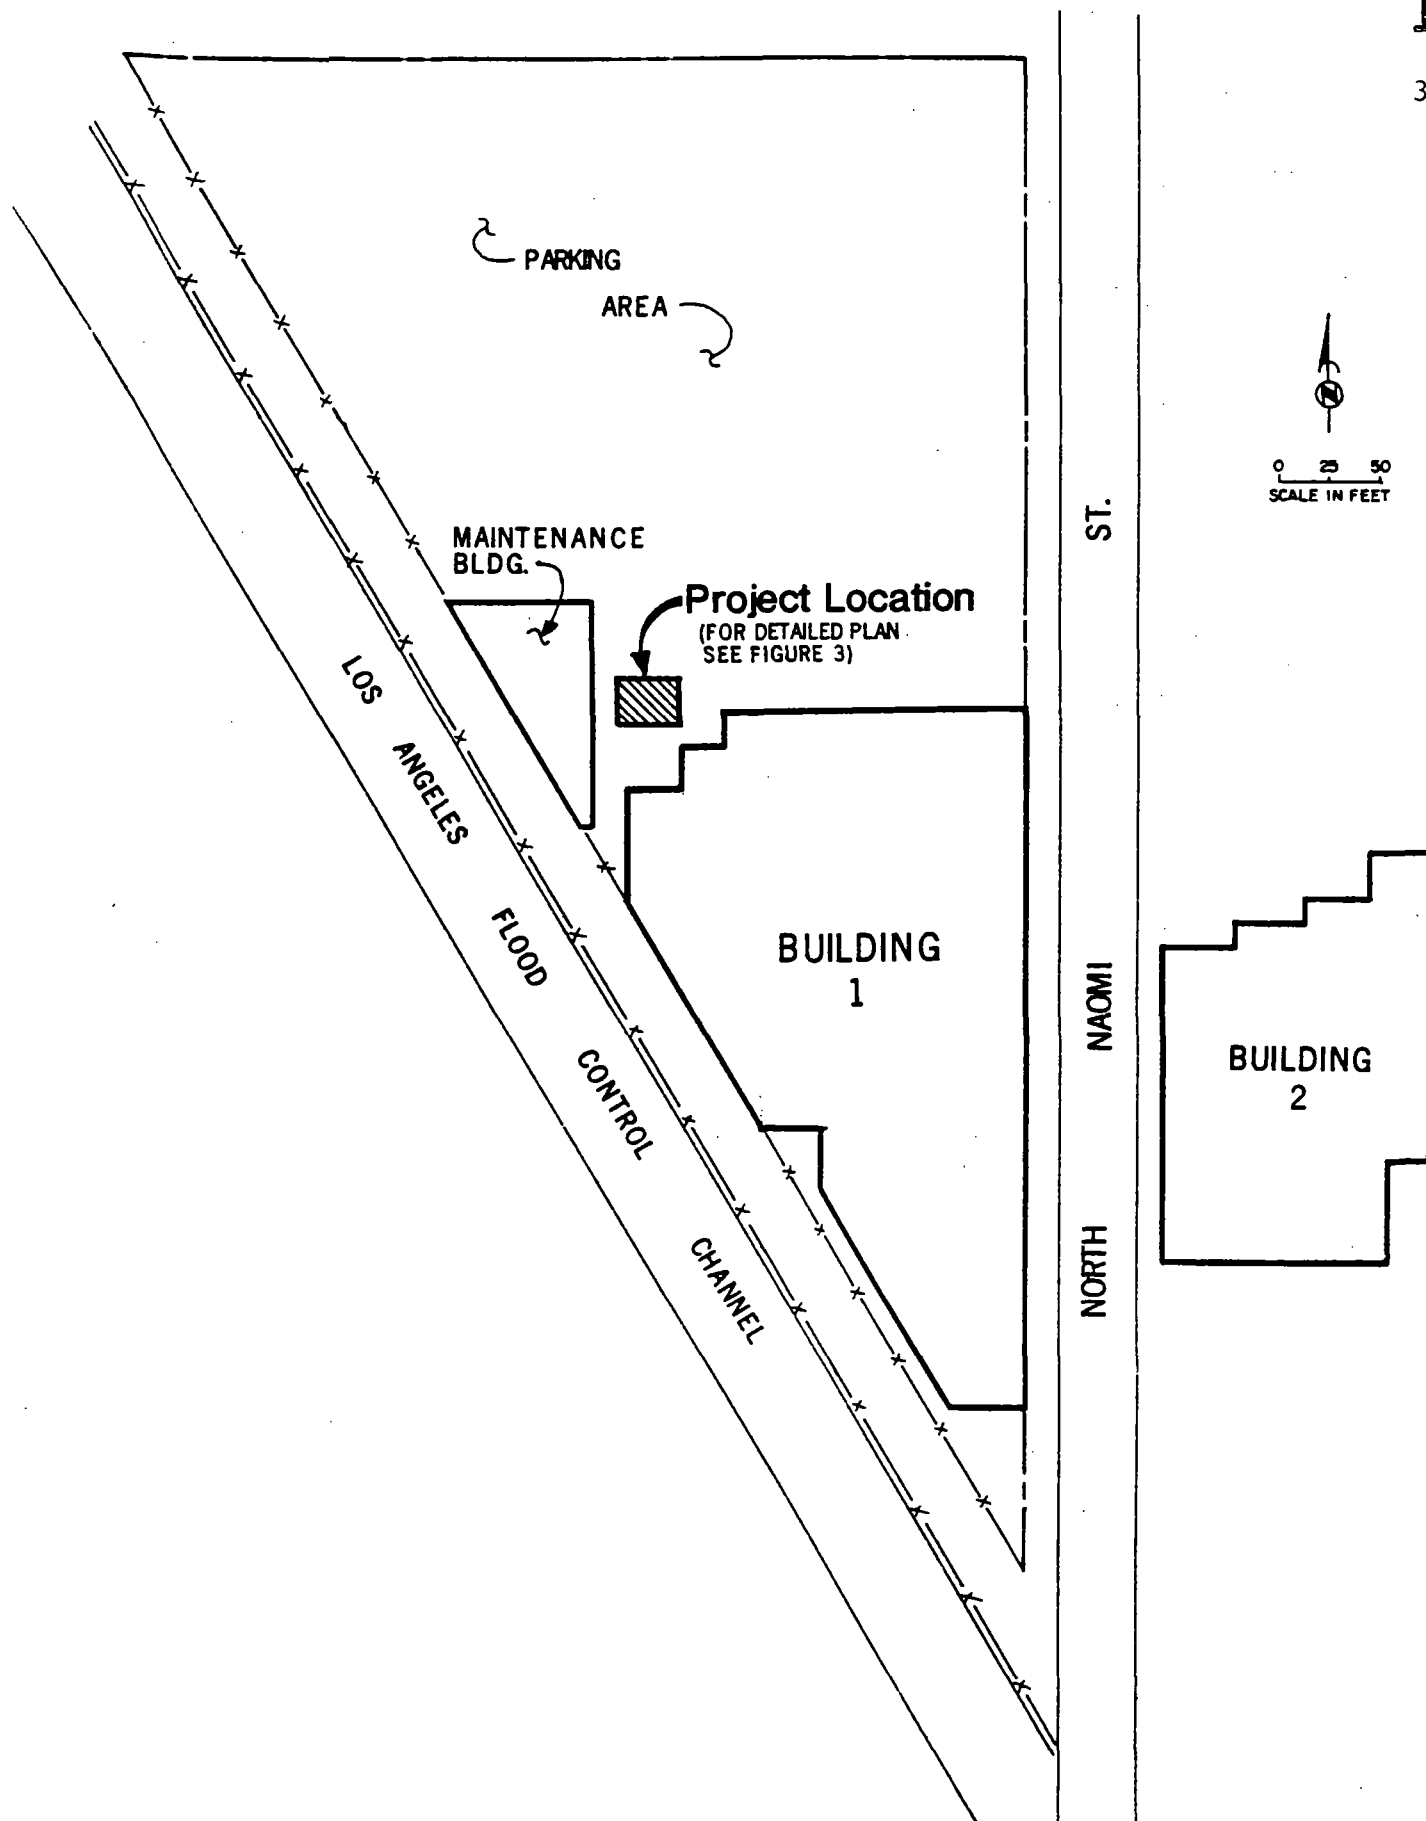 3
PARKING
AREA
0 25 50
SCALE IN FEET
ST.
MAINTENANCE
BLDG.
Project Location
(FOR DETAILED PLAN
SEE FIGURE 3)
LOS
ANGELES
FLOOD
CONTROL
CHANNEL
BUILDING
1
NAOMI
NORTH
BUILDING
2